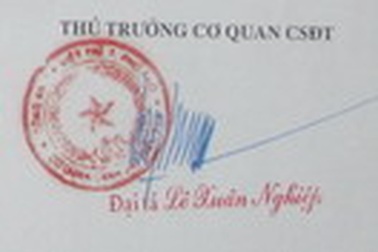 THỦ TRƯỞNG CƠ QUAN CSĐT
Đại tá Lê Xuân Nghiệp